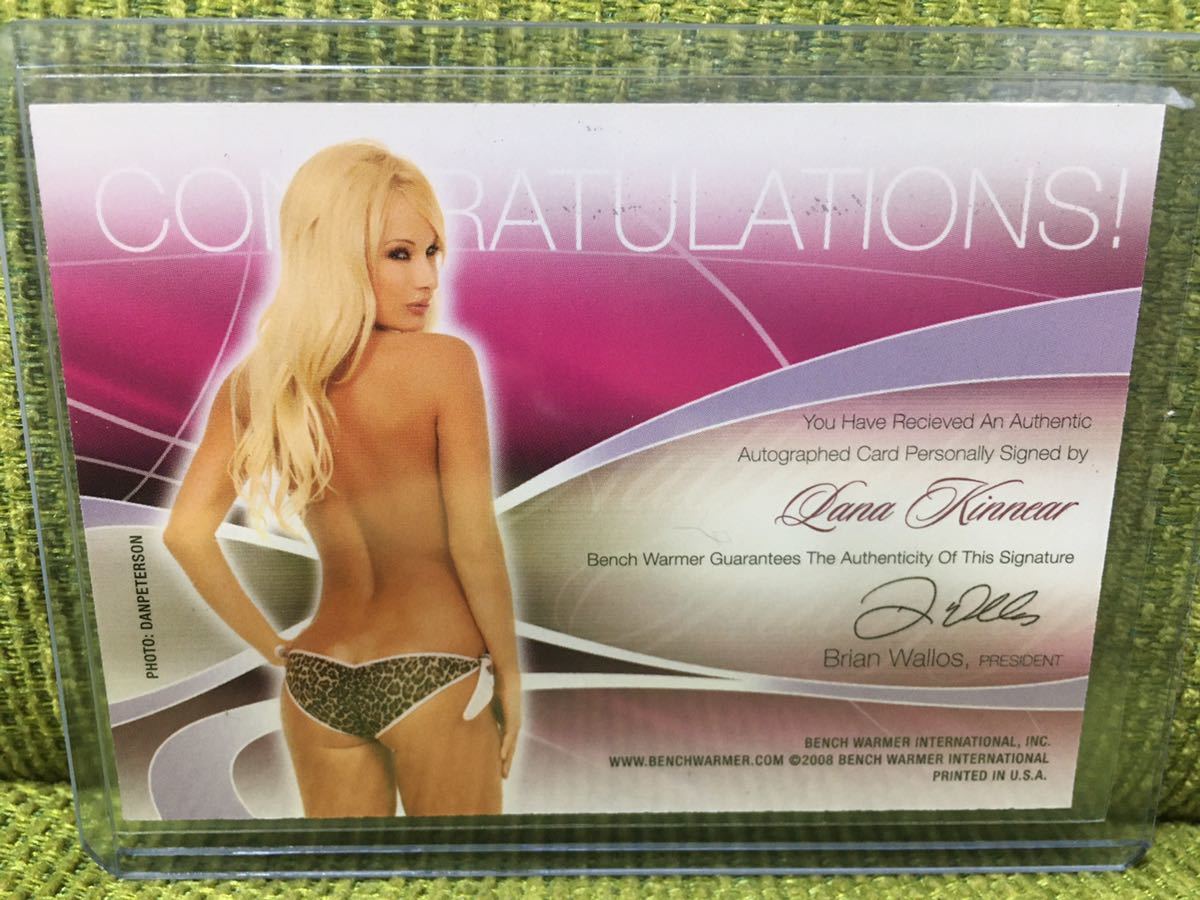 CONGRATULATIONS!
You Have Recieved An Authentic
Autographed Card Personally Signed by
Dana Kinnear
Bench Warmer Guarantees The Authenticity Of This Signature
Brian Wallos, PRESIDENT
PHOTO: DANPETERSON
BENCH WARMER INTERNATIONAL, INC.
WWW.BENCHWARMER.COM ©2008 BENCH WARMER INTERNATIONAL
PRINTED IN U.S.A.